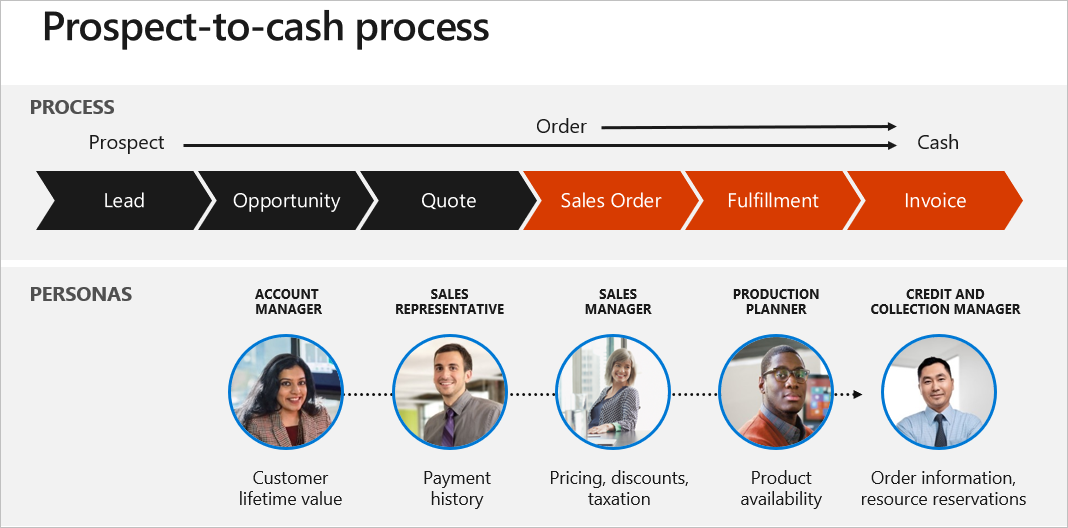 Prospect-to-cash process
PROCESS
Order
Prospect
Cash
Lead
Opportunity
Quote
Sales Order
Fulfillment
Invoice
PERSONAS
ACCOUNT
MANAGER
SALES
REPRESENTATIVE
SALES
MANAGER
PRODUCTION
PLANNER
CREDIT AND
COLLECTION MANAGER
Customer
lifetime value
Payment
history
Pricing, discounts,
taxation
Product
availability
Order information,
resource reservations